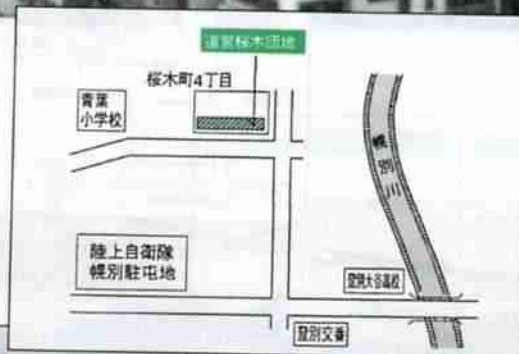 道営桜木団地
桜木町4丁目
青葉
小学校
幌別川
陸上自衛隊
幌別駐屯地
登別大谷高校
登別交番